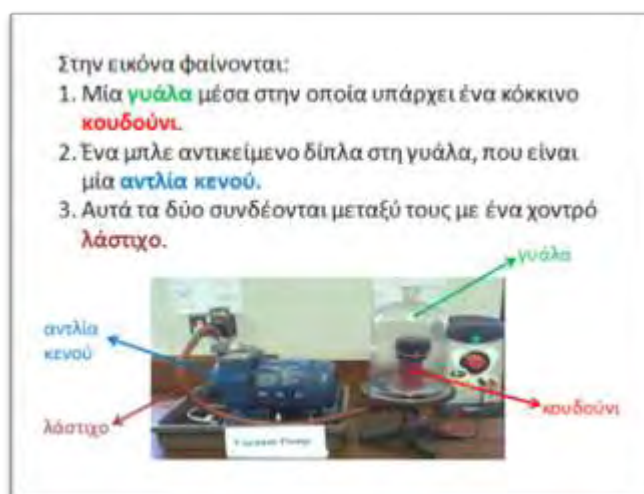 Στην εικόνα φαίνονται:
1. Μία γυάλα μέσα στην οποία υπάρχει ένα κόκκινο
κουδούνι.
2. Ένα μπλε αντικείμενο δίπλα στη γυάλα, που είναι
μία αντλία κενού.
3. Αυτά τα δύο συνδέονται μεταξύ τους με ένα χοντρό
λάστιχο.
γυάλα
αντλία
κενού
κουδούνι
λάστιχο
Vacuum Pump